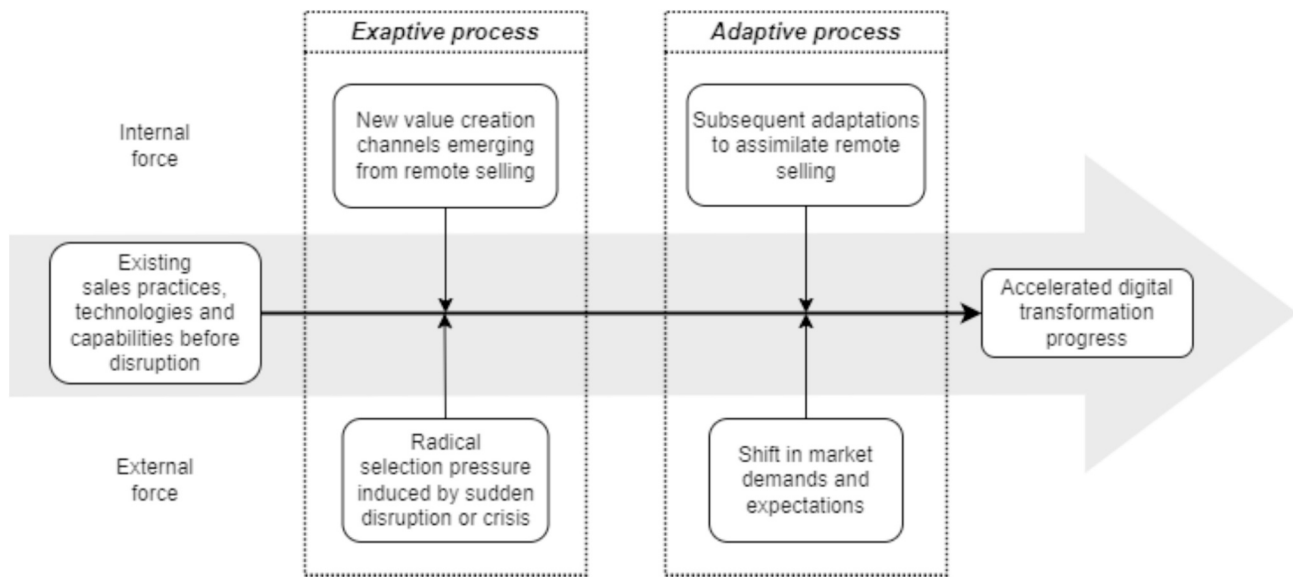 Exaptive process
Adaptive process
Internal
force
New value creation
channels emerging
from remote selling
Subsequent adaptations
to assimilate remote
selling
Existing
sales practices,
technologies and
capabilities before
disruption
Accelerated digital
transformation
progress
External
force
Radical
selection pressure
induced by sudden
disruption or crisis
Shift in market
demands and
expectations